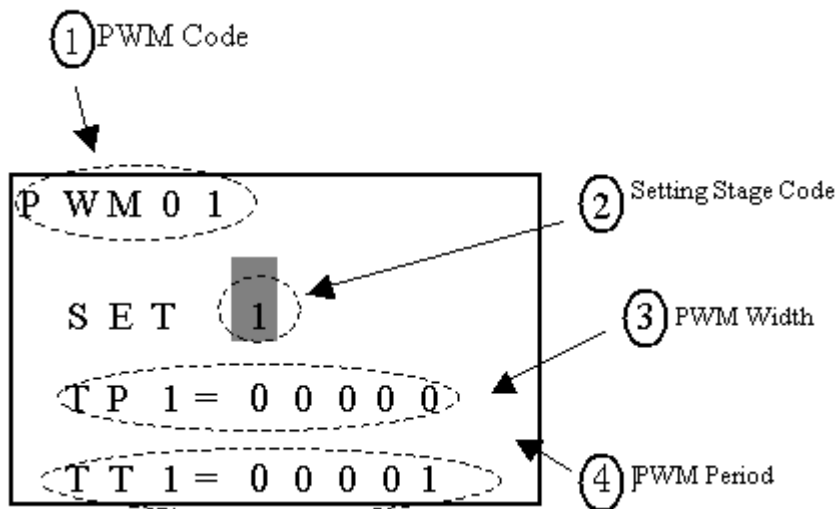 1 PWM Code
P WM 0 1
2 Setting Stage Code
S E T 1
3 PWM Width
T P 1 = 0 0 0 0 0
T T 1 = 0 0 0 0 1
4 PWM Period